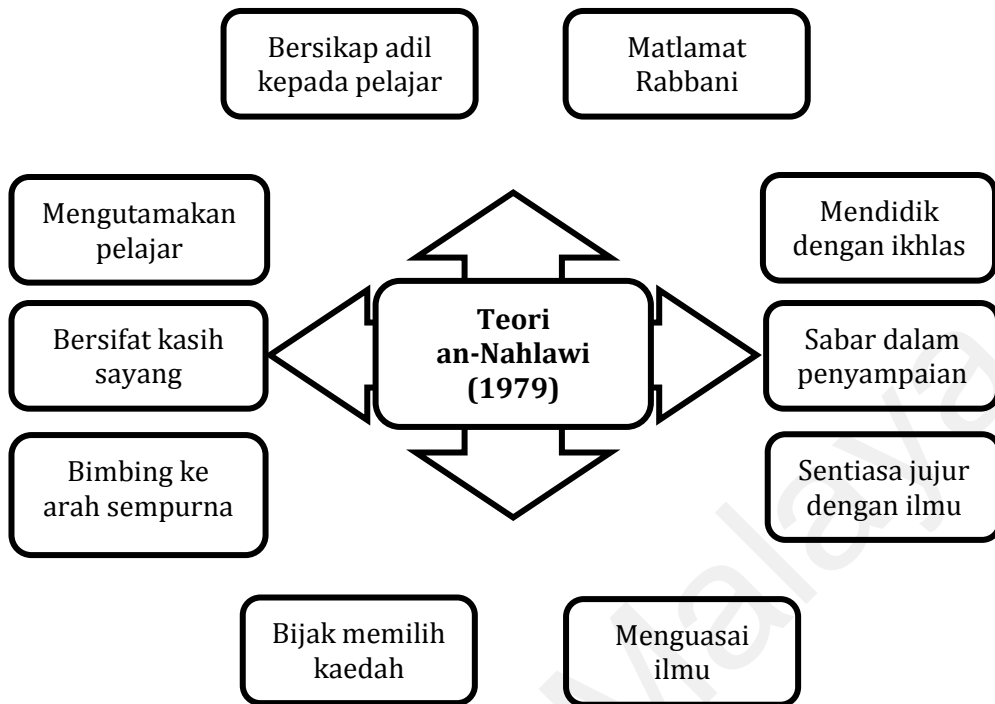 Bersikap adil
kepada pelajar
Matlamat
Rabbani
Mengutamakan
pelajar
Mendidik
dengan ikhlas
Bersifat kasih
sayang
Teori
an-Nahlawi
(1979)
Sabar dalam
penyampaian
Bimbing ke
arah sempurna
Sentiasa jujur
dengan ilmu
Bijak memilih
kaedah
Menguasai
ilmu
Malaya